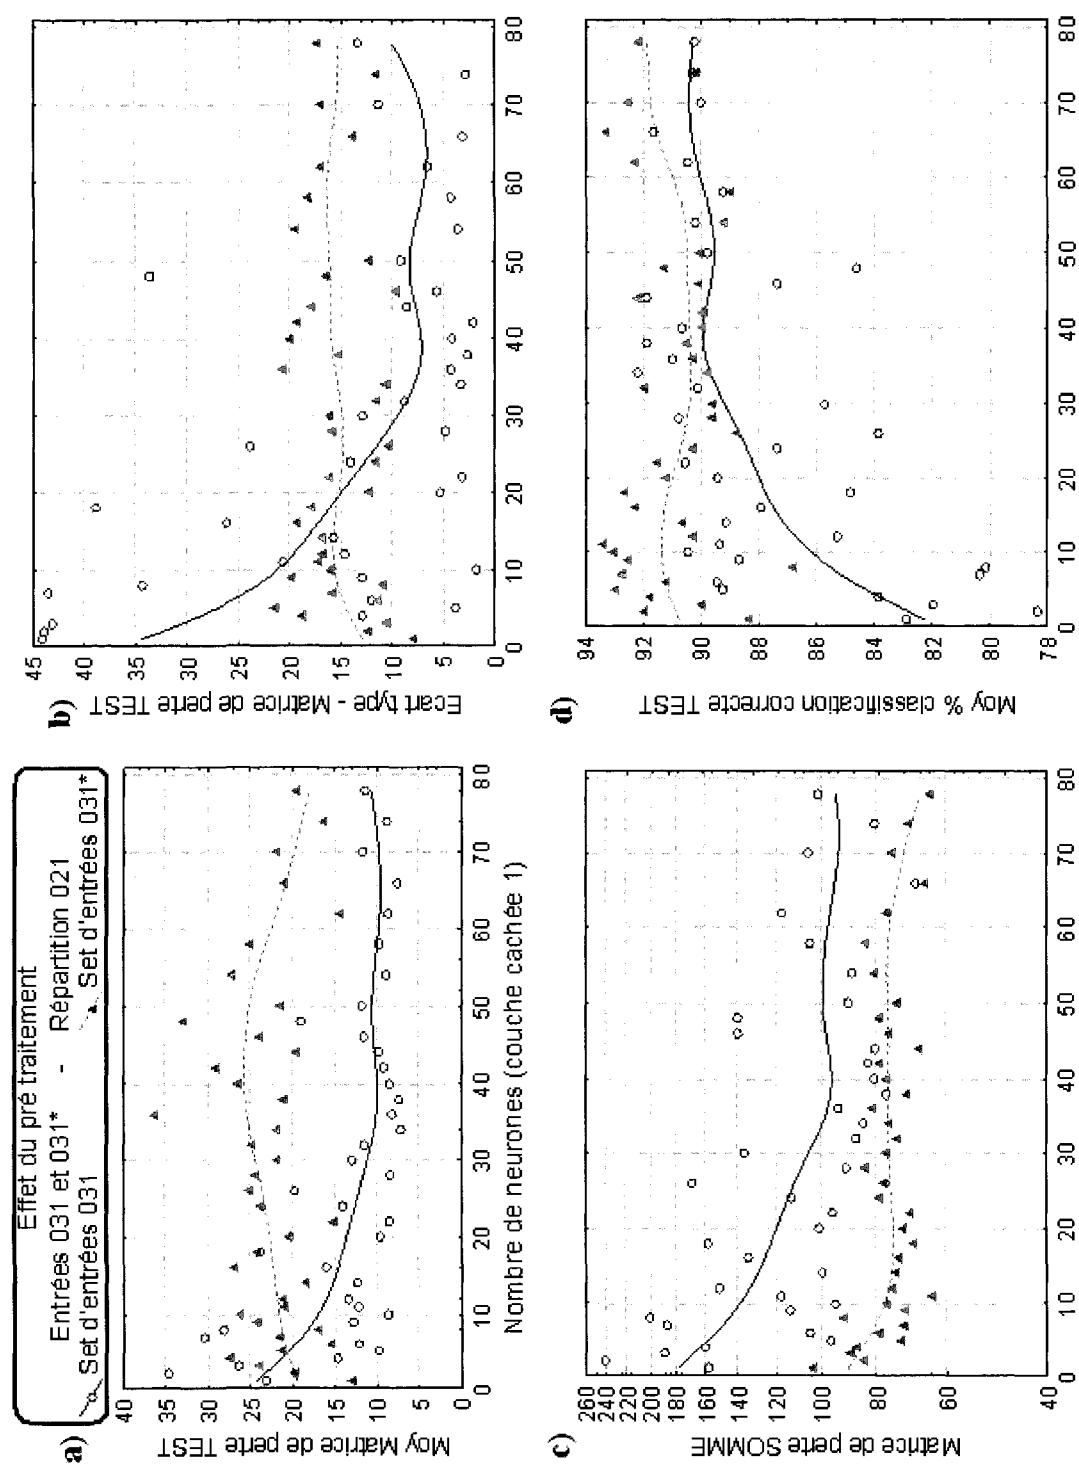 Effet du pré traitement
Entrées 031 et 031* - Répartition 021
Set d'entrées 031 Set d'entrées 031*
a)
Moy Matrice de perte TEST
40 35 30 25 20 15 10 5 0
0 10 20 30 40 50 60 70 80
Nombre de neurones (couche cachée 1)
b)
Ecart type - Matrice de perte TEST
45 40 35 30 25 20 15 10 5 0
0 10 20 30 40 50 60 70 80
c)
Matrice de perte SOMME
260 240 220 200 180 160 140 120 100 80 60 40
0 10 20 30 40 50 60 70 80
d)
Moy % classification correcte TEST
94 92 90 88 86 84 82 80 78
0 10 20 30 40 50 60 70 80